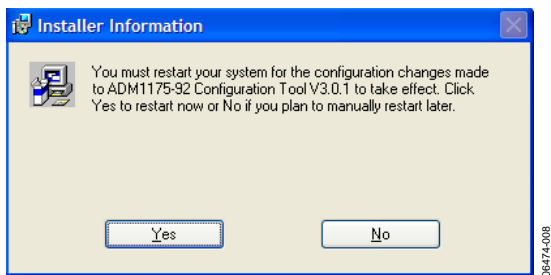 Installer Information
You must restart your system for the configuration changes made
to ADM1175-92 Configuration Tool V3.0.1 to take effect. Click
Yes to restart now or No if you plan to manually restart later.
Yes
No
06474-008